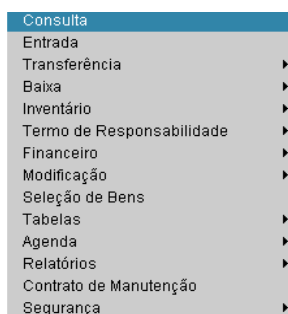 Consulta
Entrada
Transferência
Baixa
Inventário
Termo de Responsabilidade
Financeiro
Modificação
Seleção de Bens
Tabelas
Agenda
Relatórios
Contrato de Manutenção
Segurança